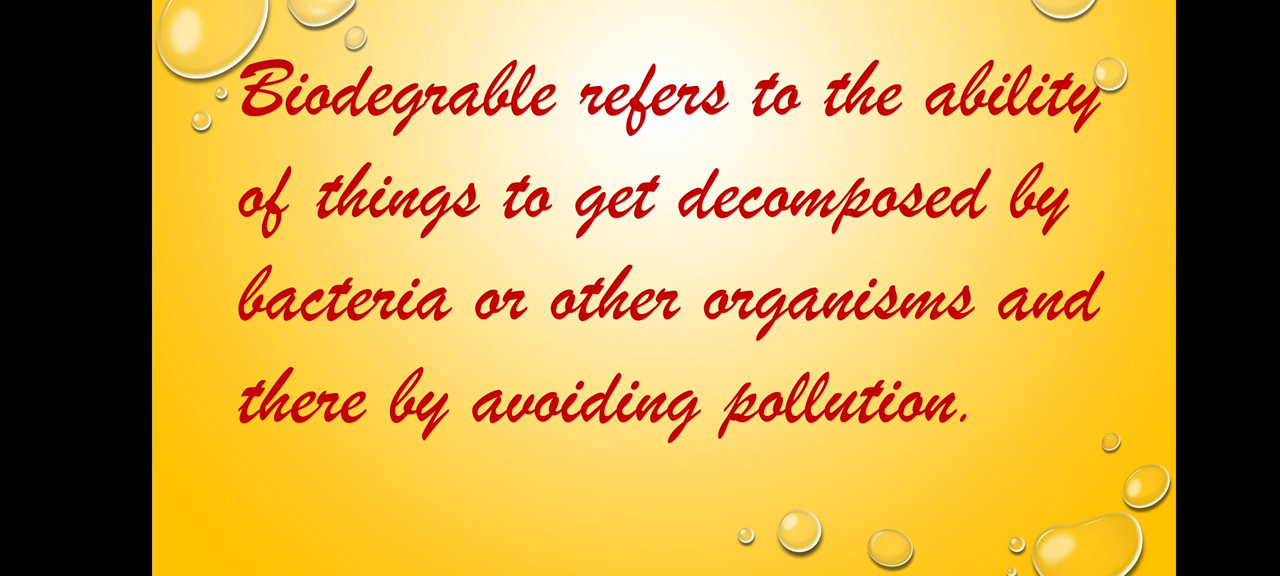 Biodegrable refers to the ability
of things to get decomposed by
bacteria or other organisms and
there by avoiding pollution.